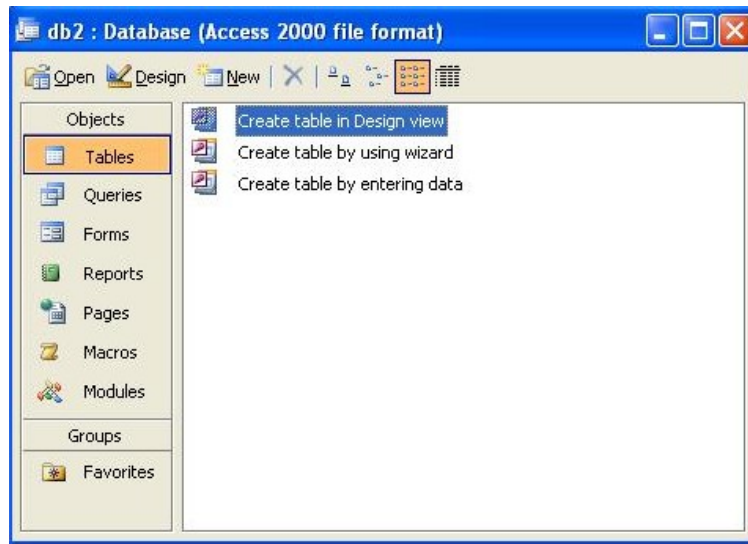 db2 : Database (Access 2000 file format)
Open Design New
Objects
Tables
Queries
Forms
Reports
Pages
Macros
Modules
Groups
Favorites
Create table in Design view
Create table by using wizard
Create table by entering data